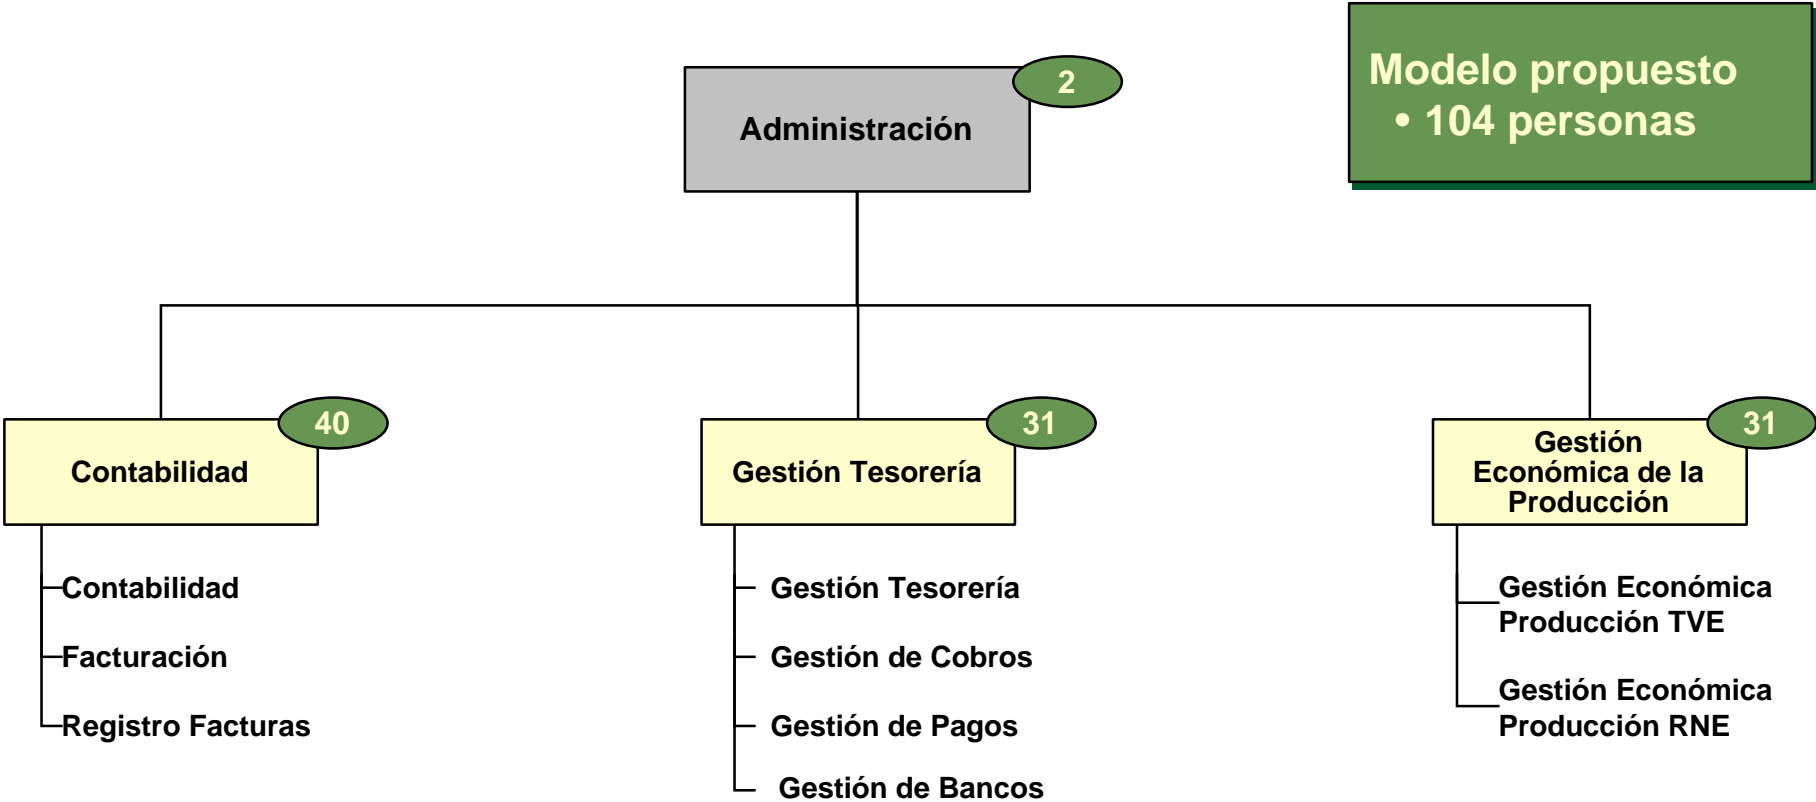 Modelo propuesto
• 104 personas
2
Administración
40
Contabilidad
Contabilidad
Facturación
Registro Facturas
31
Gestión Tesorería
Gestión Tesorería
Gestión de Cobros
Gestión de Pagos
Gestión de Bancos
31
Gestión
Económica de la
Producción
Gestión Económica
Producción TVE
Gestión Económica
Producción RNE